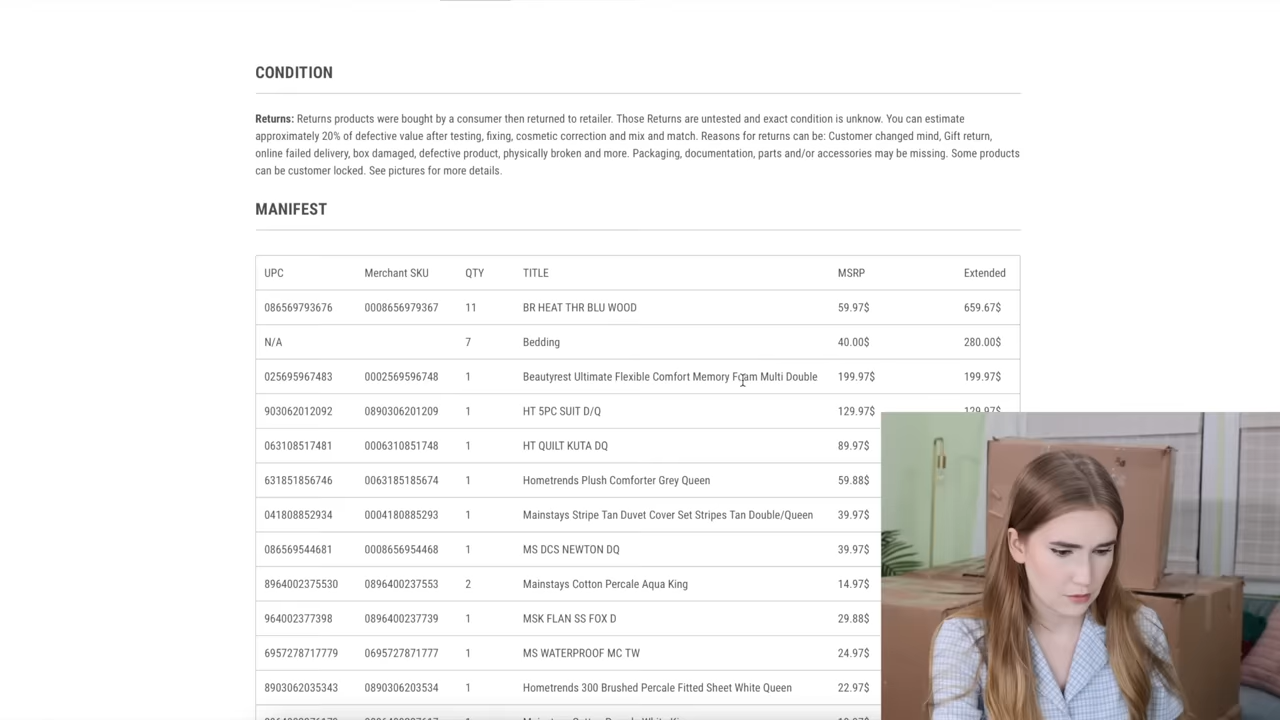 CONDITION
Returns: Returns products were bought by a consumer then returned to retailer. Those Returns are untested and exact condition is unknow. You can estimate
approximately 20% of defective value after testing, fixing, cosmetic correction and mix and match. Reasons for returns can be: Customer changed mind, Gift return,
online failed delivery, box damaged, defective product, physically broken and more. Packaging, documentation, parts and/or accessories may be missing. Some products
can be customer locked. See pictures for more details.
MANIFEST
UPC Merchant SKU QTY TITLE MSRP Extended
086569793676 0008656979367 11 BR HEAT THR BLU WOOD 59.97$ 659.67$
N/A 7 Bedding 40.00$ 280.00$
025695967483 0002569596748 1 Beautyrest Ultimate Flexible Comfort Memory Foam Multi Double 199.97$ 199.97$
903062012092 0890306201209 1 HT 5PC SUIT D/Q 129.97$ 129.97$
063108517481 0006310851748 1 HT QUILT KUTA DQ 89.97$
631851856746 0063185185674 1 Hometrends Plush Comforter Grey Queen 59.88$
041808852934 0004180885293 1 Mainstays Stripe Tan Duvet Cover Set Stripes Tan Double/Queen 39.97$
086569544681 0008656954468 1 MS DCS NEWTON DQ 39.97$
8964002375530 0896400237553 2 Mainstays Cotton Percale Aqua King 14.97$
964002377398 0896400237739 1 MSK FLAN SS FOX D 29.88$
6957278717779 0695727871777 1 MS WATERPROOF MC TW 24.97$
8903062035343 0890306203534 1 Hometrends 300 Brushed Percale Fitted Sheet White Queen 22.97$